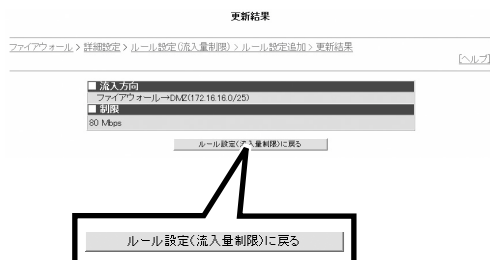 更新結果
ファイアウォール > 詳細設定 > ルール設定(流入量制限) > ルール設定追加 > 更新結果
[ヘルプ]
■ 流入方向
ファイアウォール→DMZ(172.16.16.0/25)
■ 制限
80 Mbps
ルール設定(流入量制限)に戻る
ルール設定(流入量制限)に戻る